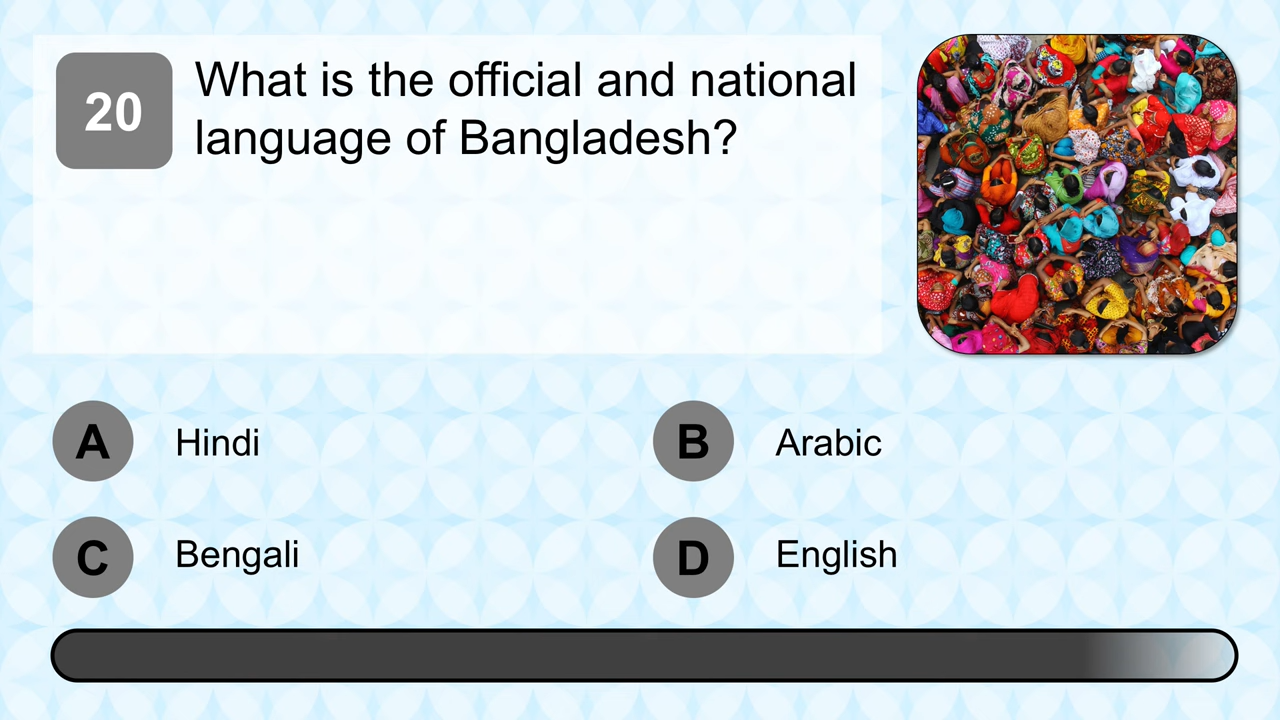 20
What is the official and national
language of Bangladesh?
A Hindi
B Arabic
C Bengali
D English